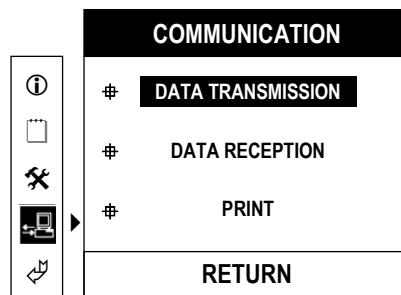 COMMUNICATION
DATA TRANSMISSION
DATA RECEPTION
PRINT
RETURN